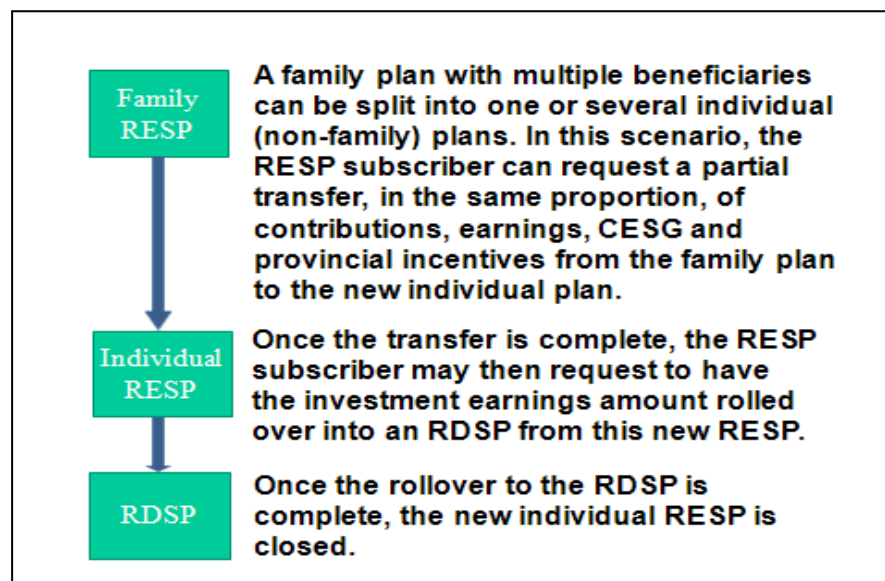 Family
RESP
A family plan with multiple beneficiaries
can be split into one or several individual
(non-family) plans. In this scenario, the
RESP subscriber can request a partial
transfer, in the same proportion, of
contributions, earnings, CESG and
provincial incentives from the family plan
to the new individual plan.
Individual
RESP
Once the transfer is complete, the RESP
subscriber may then request to have
the investment earnings amount rolled
over into an RDSP from this new RESP.
RDSP
Once the rollover to the RDSP is
complete, the new individual RESP is
closed.